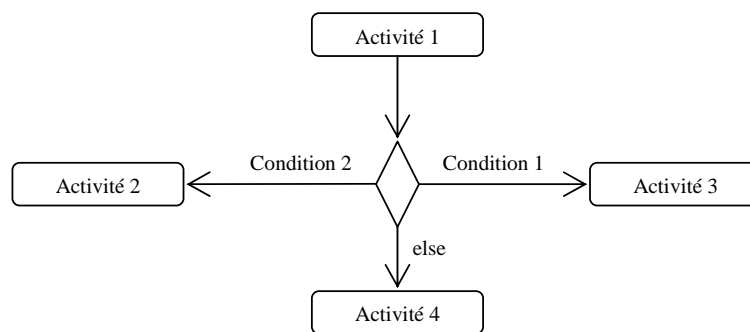 Activité 1
Condition 2
Condition 1
Activité 2
Activité 3
else
Activité 4